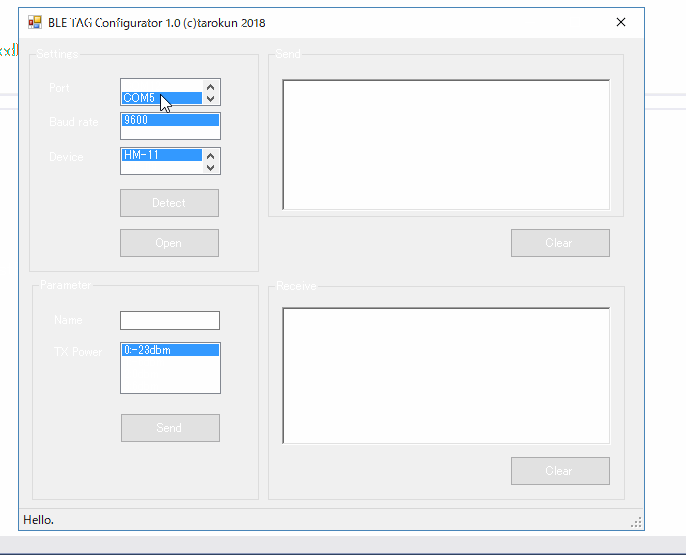 BLE TAG Configurator 1.0 (c)tarokun 2018
Settings
Port
COM5
Baud rate
9600
Device
HM-11
Detect
Open
Send
Clear
Parameter
Name
TX Power
0:-23dbm
Send
Receive
Clear
Hello.